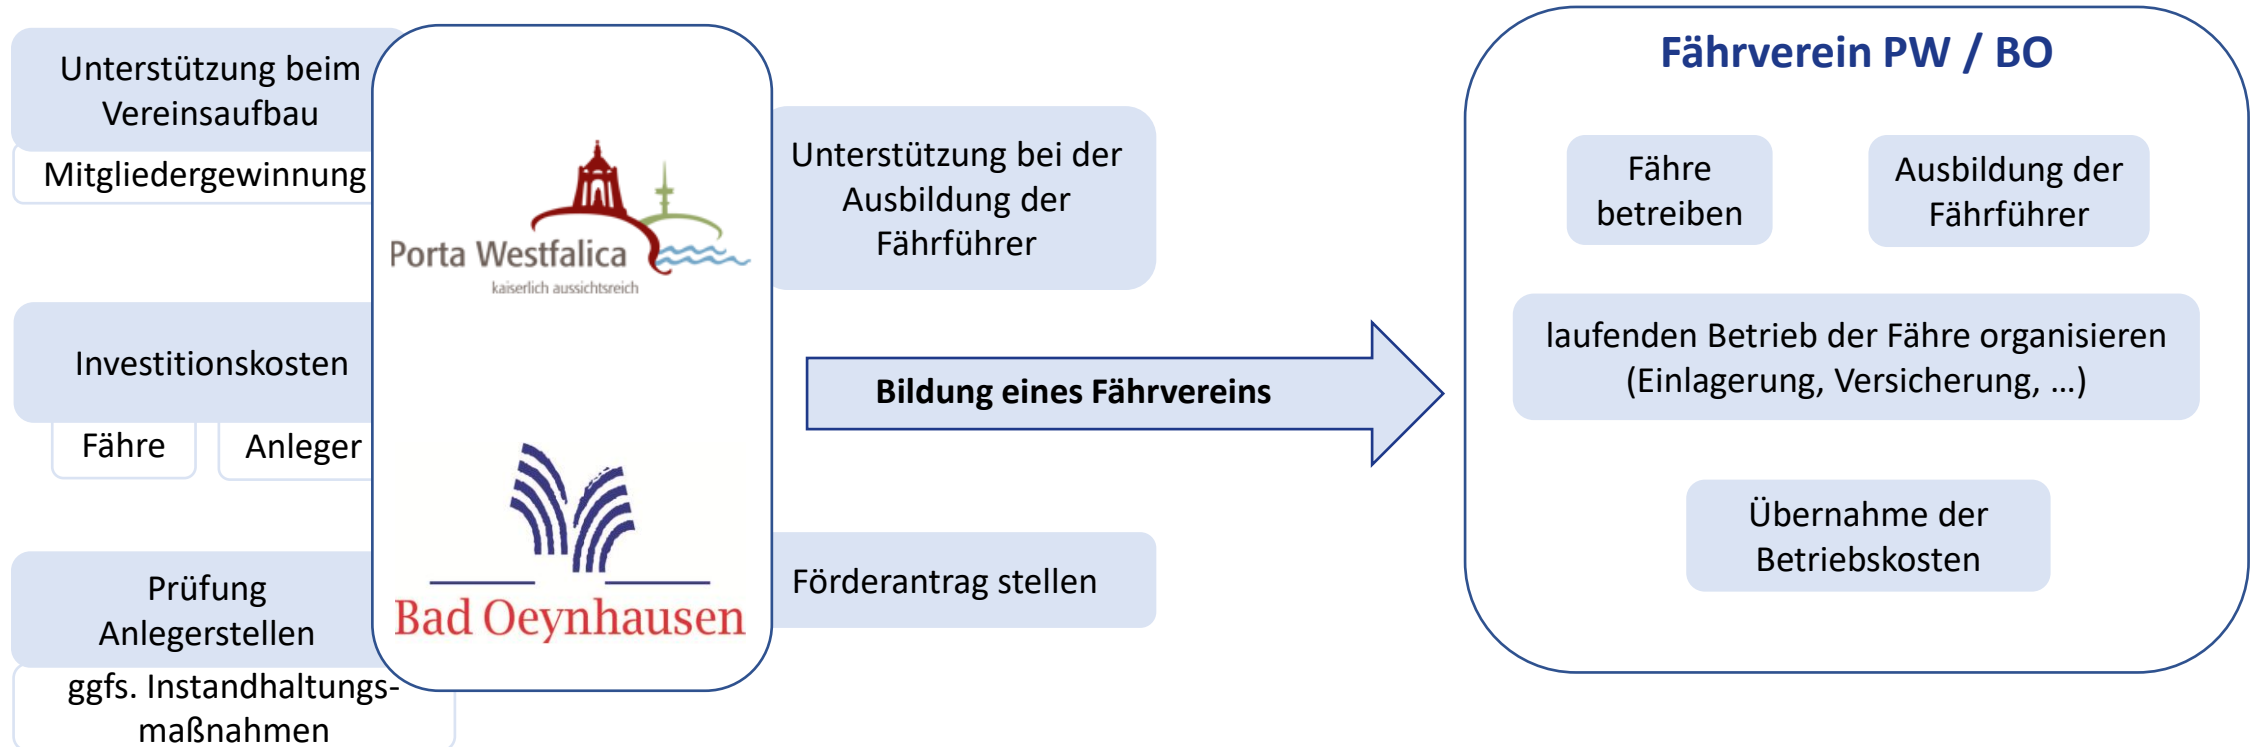 Unterstützung beim
Vereinsaufbau
Mitgliedergewinnung
Investitionskosten
Fähre
Anleger
Prüfung
Anlegerstellen
ggfs. Instandhaltungs-
maßnahmen
Porta Westfalica
kaiserlich aussichtsreich
Bad Oeynhausen
Unterstützung bei der
Ausbildung der
Fährführer
Bildung eines Fährvereins
Förderantrag stellen
Fährverein PW / BO
Fähre
betreiben
Ausbildung der
Fährführer
laufenden Betrieb der Fähre organisieren
(Einlagerung, Versicherung, …)
Übernahme der
Betriebskosten